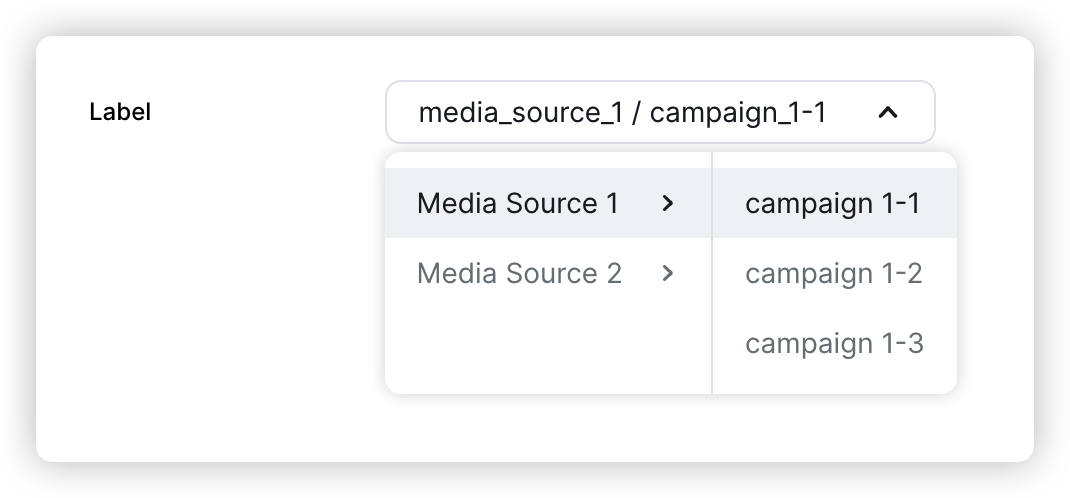 Label
media_source_1 / campaign_1-1
Media Source 1
campaign 1-1
Media Source 2
campaign 1-2
campaign 1-3